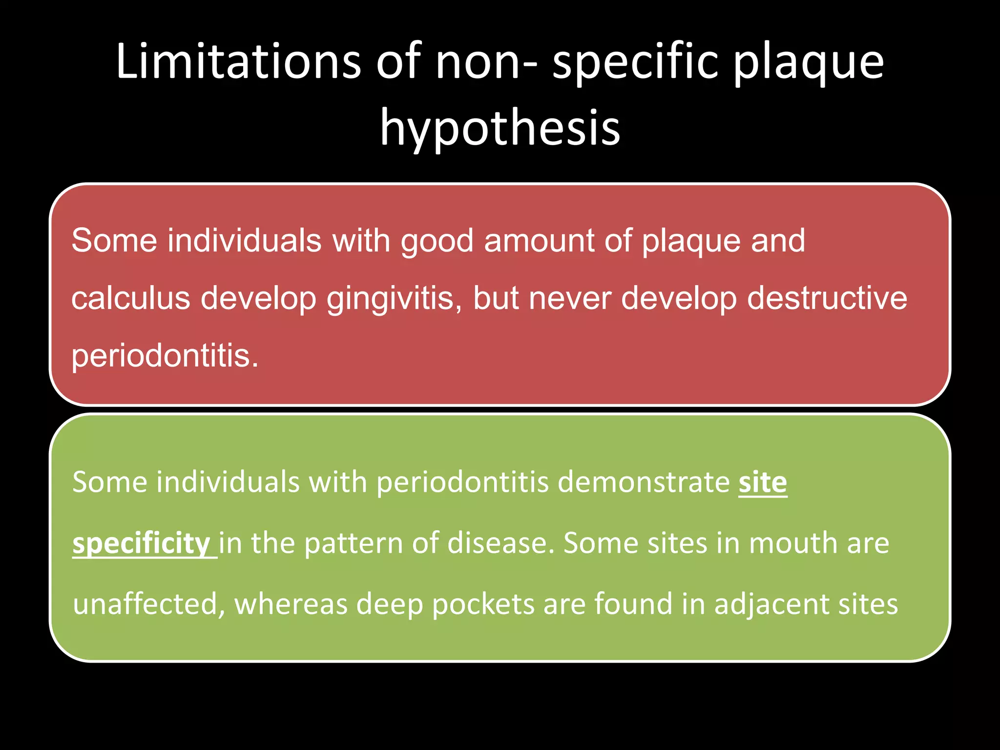 Limitations of non- specific plaque
hypothesis
Some individuals with good amount of plaque and
calculus develop gingivitis, but never develop destructive
periodontitis.
Some individuals with periodontitis demonstrate site
specificity in the pattern of disease. Some sites in mouth are
unaffected, whereas deep pockets are found in adjacent sites